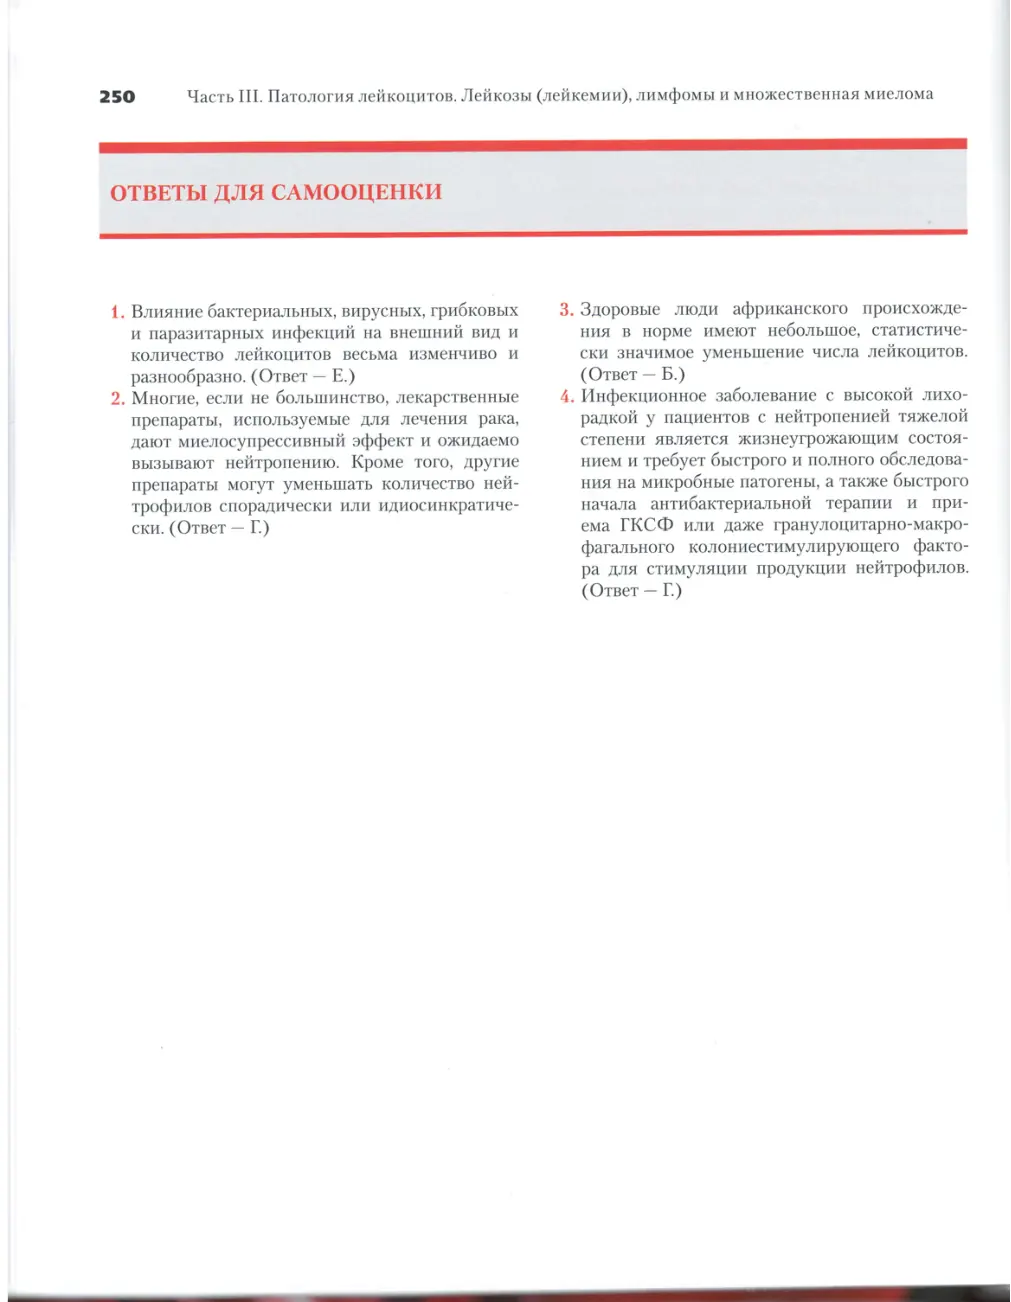 250 Часть III. Патология лейкоцитов. Лейкозы (лейкемии), лимфомы и множественная миелома
ОТВЕТЫ ДЛЯ САМООЦЕНКИ
1. Влияние бактериальных, вирусных, грибковых
и паразитарных инфекций на внешний вид и
количество лейкоцитов весьма изменчиво и
разнообразно. (Ответ — Е.)
2. Многие, если не большинство, лекарственные
препараты, используемые для лечения рака,
дают миелосупрессивный эффект и ожидаемо
вызывают нейтропению. Кроме того, другие
препараты могут уменьшать количество ней-
трофилов спорадически или идиосинкратиче-
ски. (Ответ — Г.)
3. Здоровые люди африканского происхожде-
ния в норме имеют небольшое, статистиче-
ски значимое уменьшение числа лейкоцитов.
(Ответ — Б.)
4. Инфекционное заболевание с высокой лихо-
радкой у пациентов с нейтропенией тяжелой
степени является жизнеугрожающим состоя-
нием и требует быстрого и полного обследова-
ния на микробные патогены, а также быстрого
начала антибактериальной терапии и при-
ема ГКСФ или даже гранулоцитарно-макро-
фагального колониестимулирующего факто-
ра для стимуляции продукции нейтрофилов.
(Ответ — Г.)